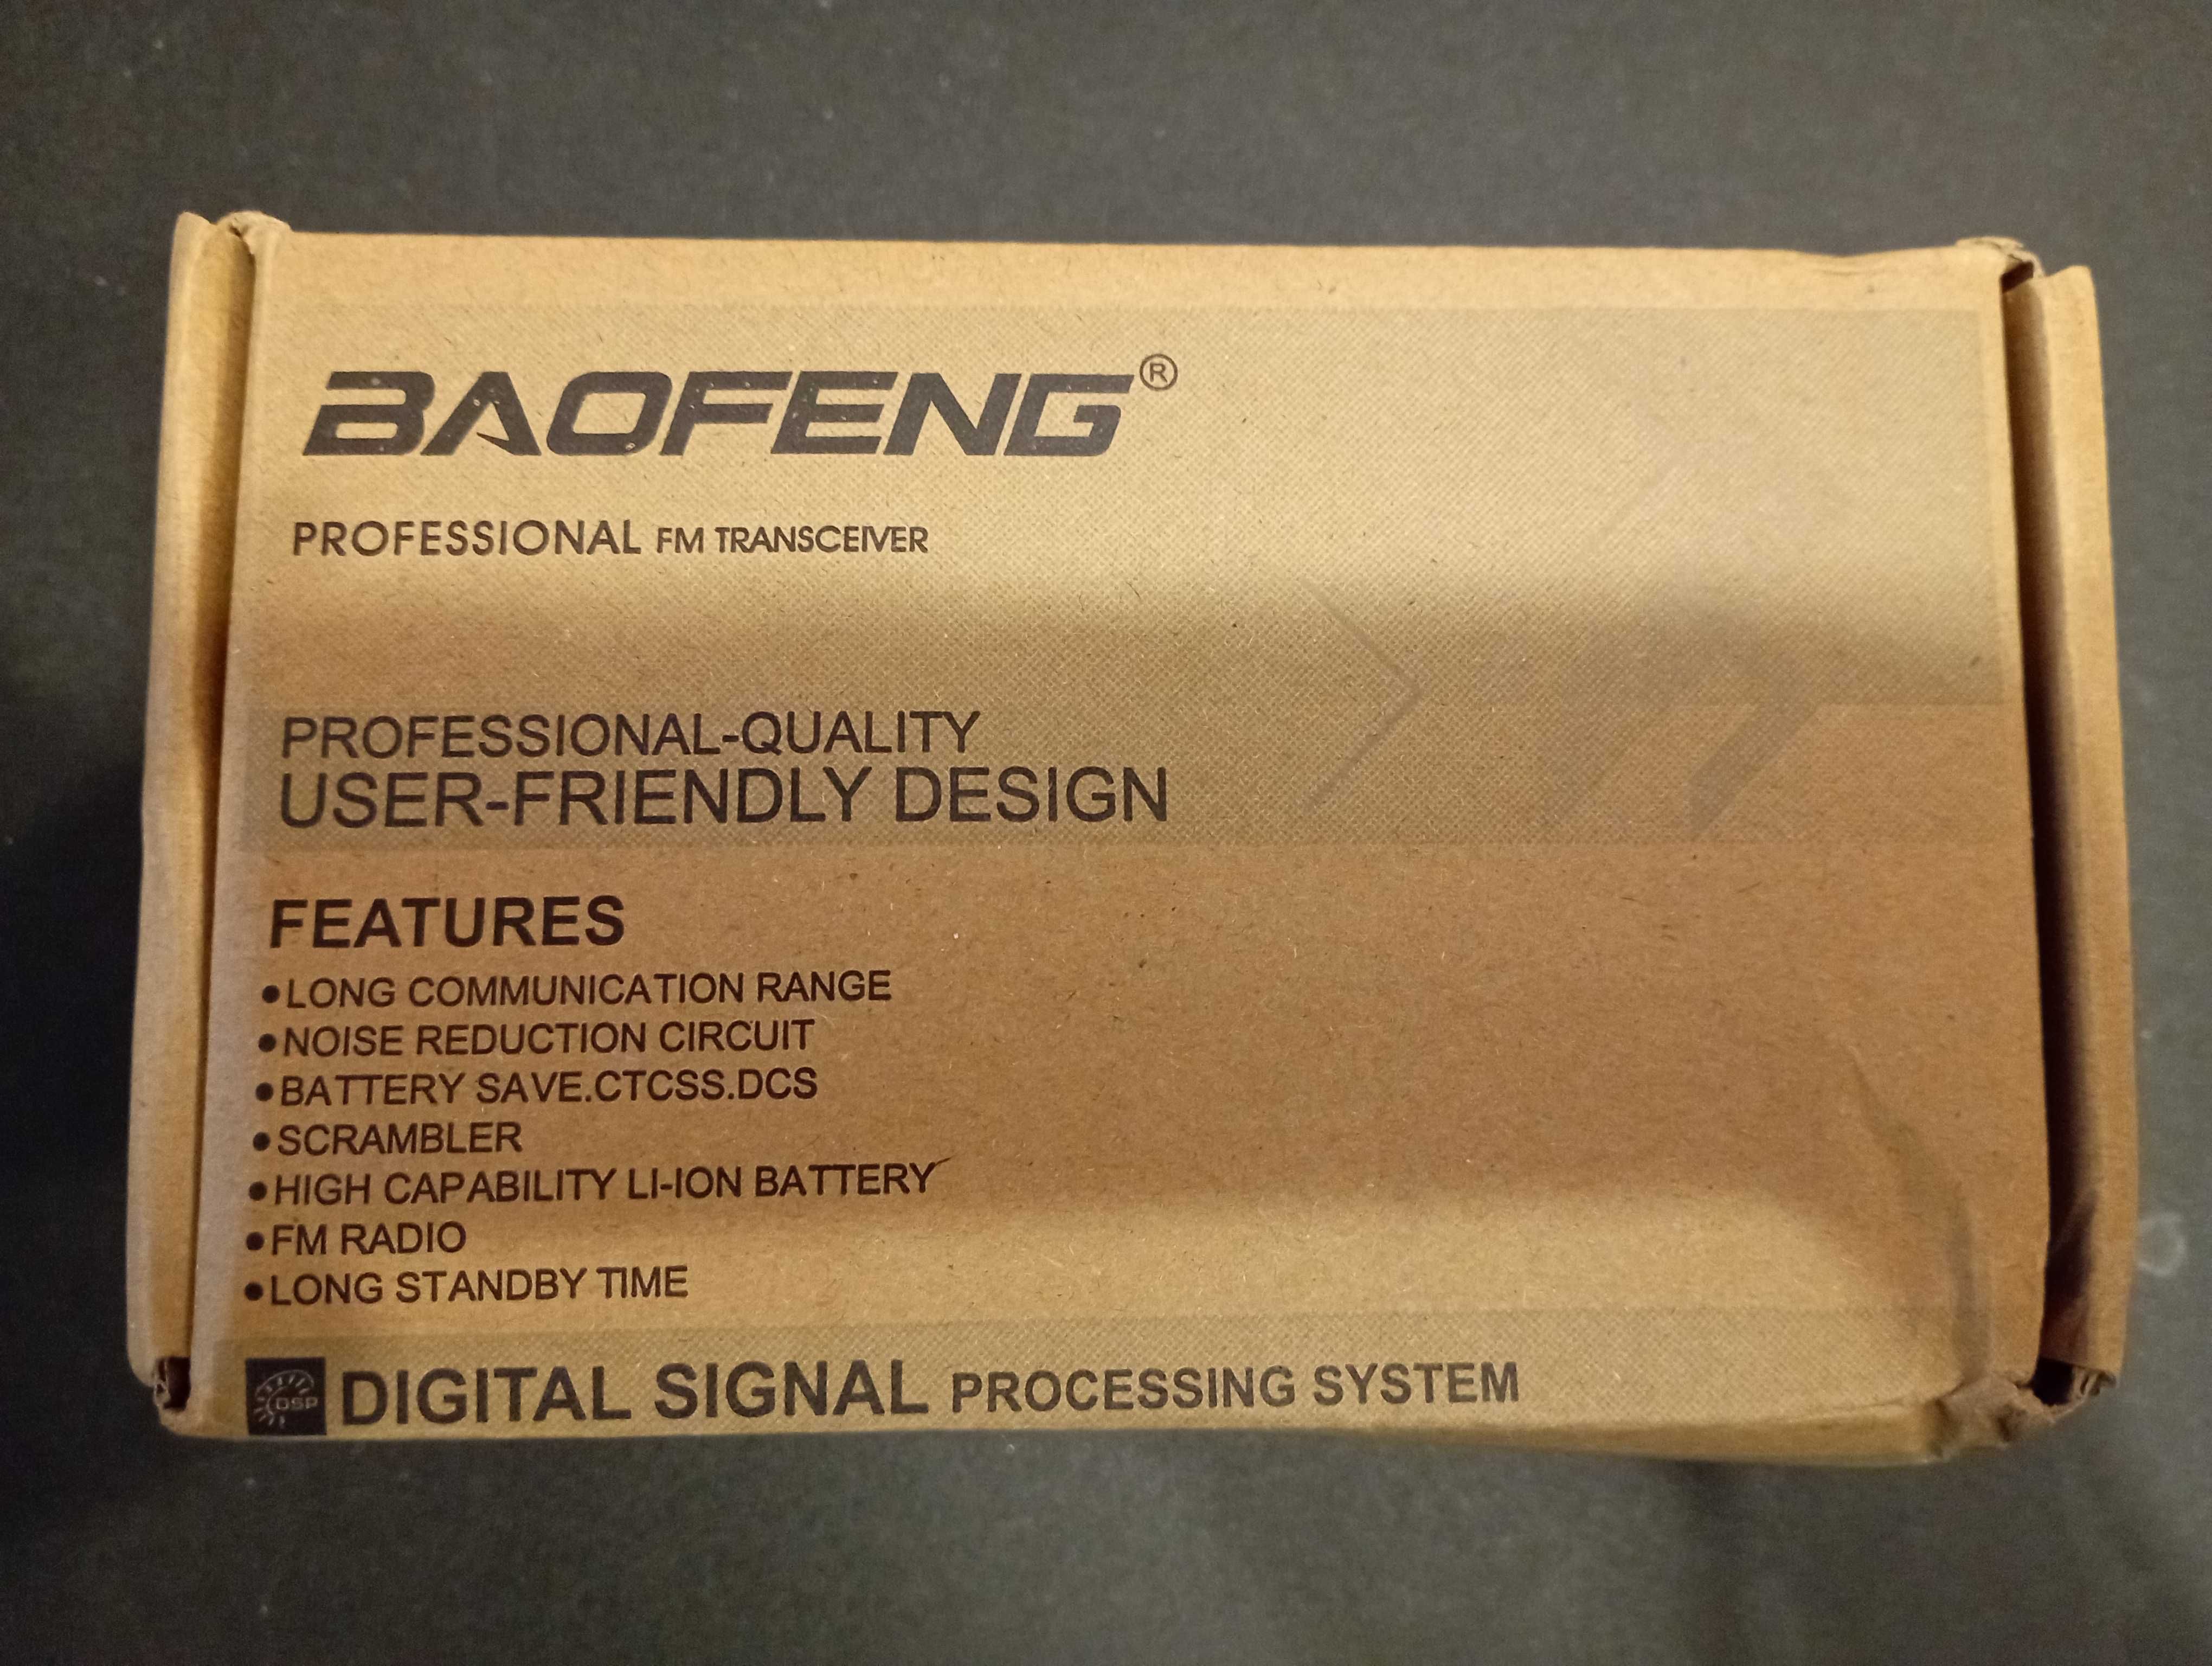 BAOFENG®
PROFESSIONAL FM TRANSCEIVER
PROFESSIONAL-QUALITY
USER-FRIENDLY DESIGN
FEATURES
•LONG COMMUNICATION RANGE
•NOISE REDUCTION CIRCUIT
•BATTERY SAVE.CTCSS.DCS
•SCRAMBLER
•HIGH CAPABILITY LI-ION BATTERY
•FM RADIO
•LONG STANDBY TIME
DSP DIGITAL SIGNAL PROCESSING SYSTEM